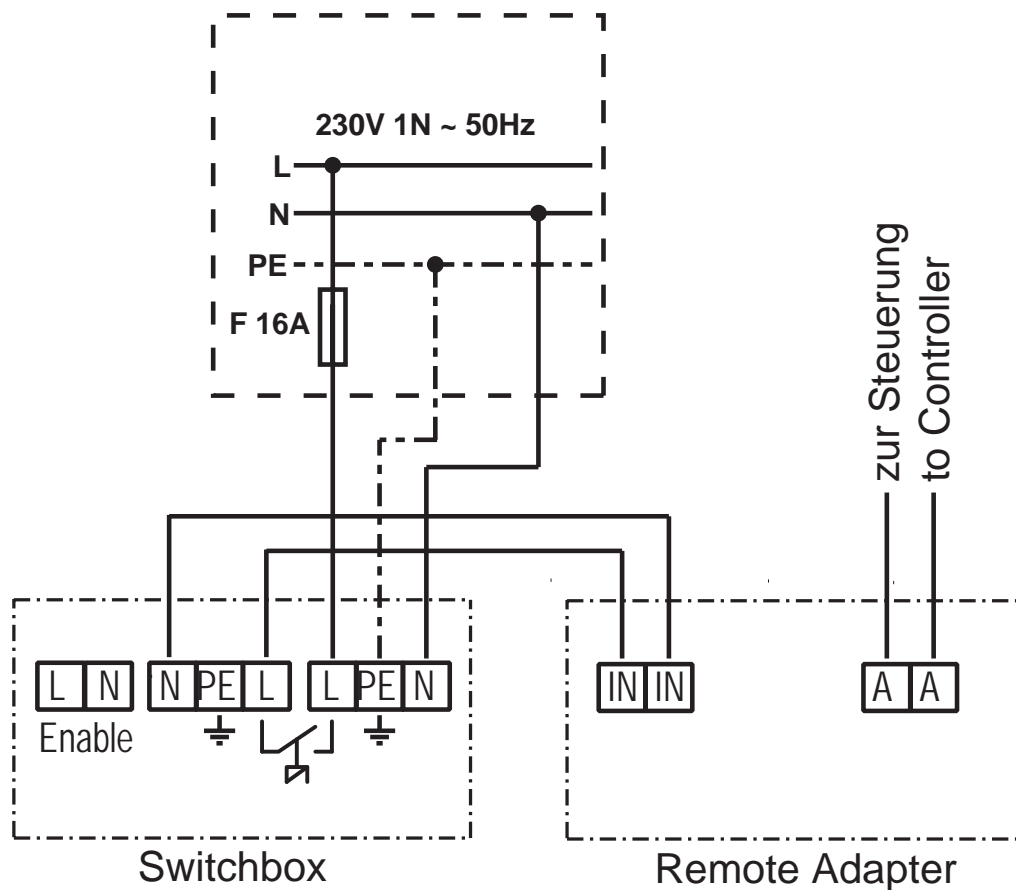 230V 1N ~ 50Hz
L
N
PE
F 16A
zur Steuerung
to Controller
L N N PE L L PE N
Enable
IN IN
A A
Switchbox
Remote Adapter